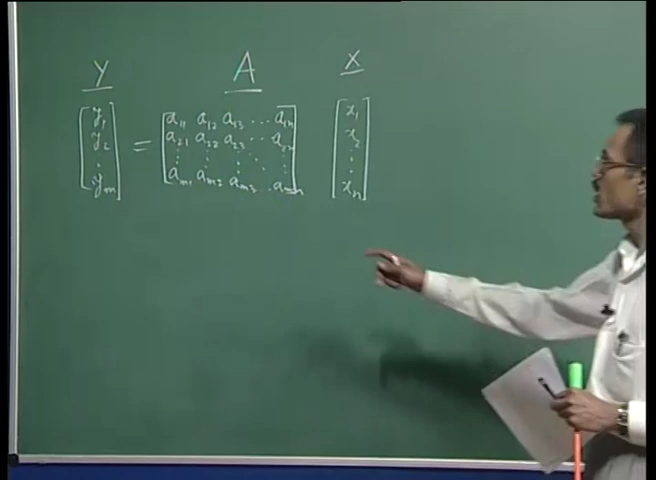 y A x
[y₁] = [a₁₁ a₁₂ a₁₃ ... a₁ₙ] [x₁]
[y₂] [a₂₁ a₂₂ a₂₃ ... a₂ₙ] [x₂]
⋮ ⋮ ⋮ ⋮ ⋱ ⋮ ⋮
[yₘ] [aₘ₁ aₘ₂ aₘ₃ .. aₘₙ] [xₙ]